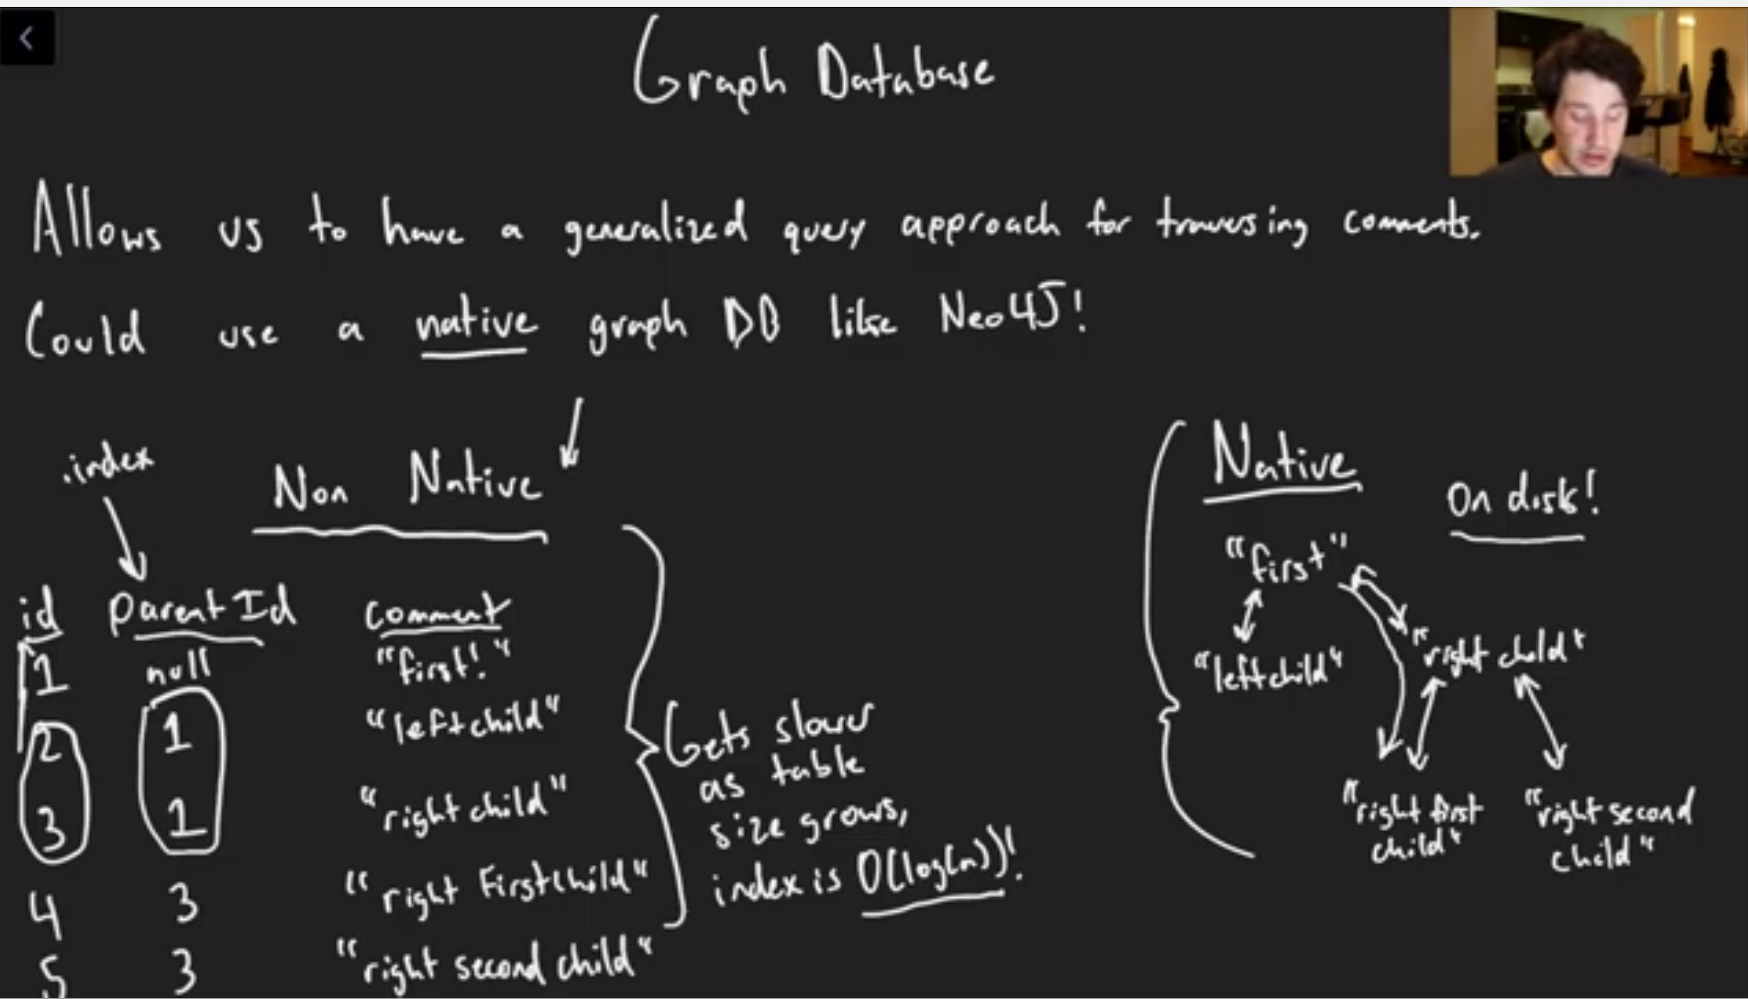 Graph Database
Allows us to have a generalized query approach for traversing comments.
Could use a native graph DB like Neo4J!
index
Non Native
id parent Id comment
1 null "first!"
2 1 "leftchild"
3 1 "right child"
4 3 "right Firstchild"
5 3 "right second child"
Gets slower
as table
size grows,
index is O(log(n))!
Native
On disk!
"first"
"leftchild"
"right child"
"right first
child"
"right second
child"